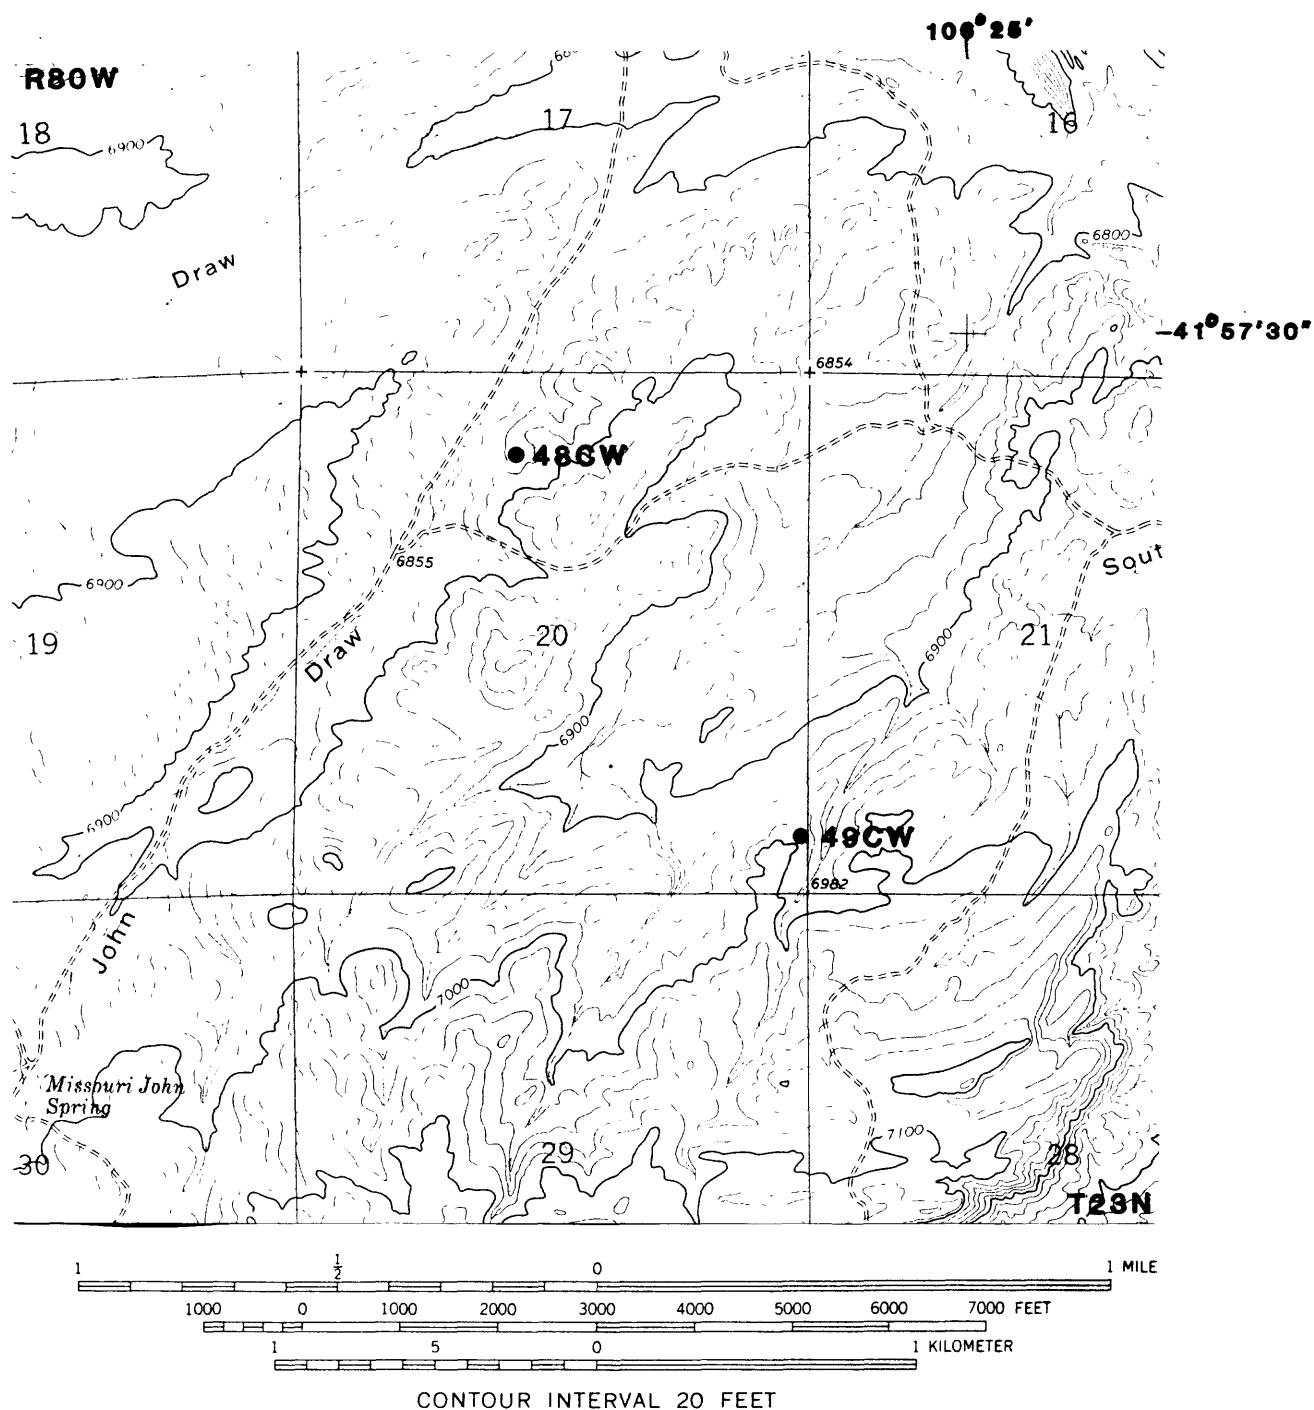 106°25'
R80W
18
17
16
6900
6800
Draw
-41°57'30"
6854
48CW
6855
6900
Sout
19
20
21
Draw
6900
6900
6900
49CW
6982
John
7000
Missouri John
Spring
7100
30
29
28
T23N
1 1/2 0 1 MILE
1000 0 1000 2000 3000 4000 5000 6000 7000 FEET
1 5 0 1 KILOMETER
CONTOUR INTERVAL 20 FEET